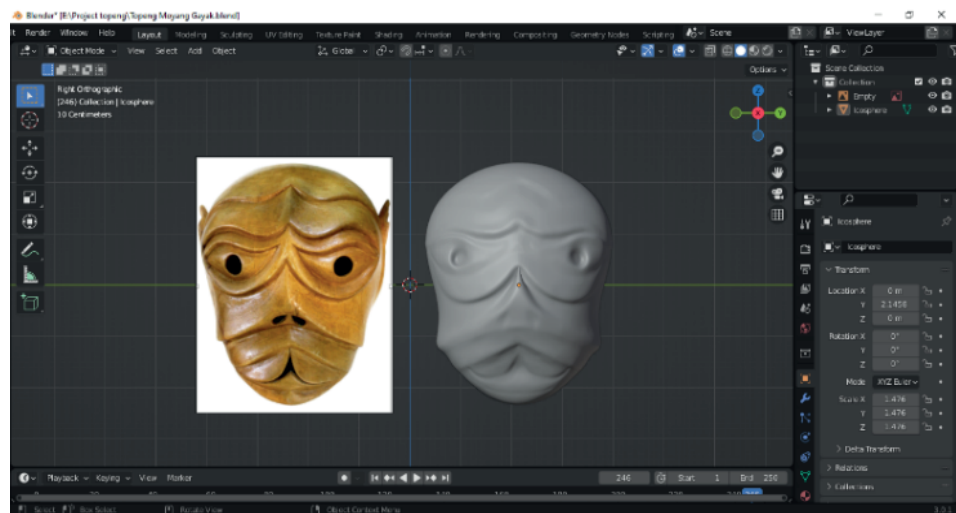 Blender* [E:\Project topeng\Topeng Moyang Gayak.blend]
Render Window Help Layout Modeling Sculpting UV Editing Texture Paint Shading Animation Rendering Compositing Geometry Nodes Scripting Scene ViewLayer
Object Mode View Select Add Object Global
Options
Right Orthographic
(246) Collection | Icosphere
10 Centimeters
Scene Collection
Collection
Empty
Icosphere
Icosphere
Icosphere
Transform
Location X 0 m
Y 2.1458
Z 0 m
Rotation X 0°
Y 0°
Z 0°
Mode XYZ Euler
Scale X 1.476
Y 1.476
Z 1.476
Delta Transform
Relations
Collections
Playback Keying View Marker 246 Start 1 End 250
Select Box Select Rotate View Object Context Menu